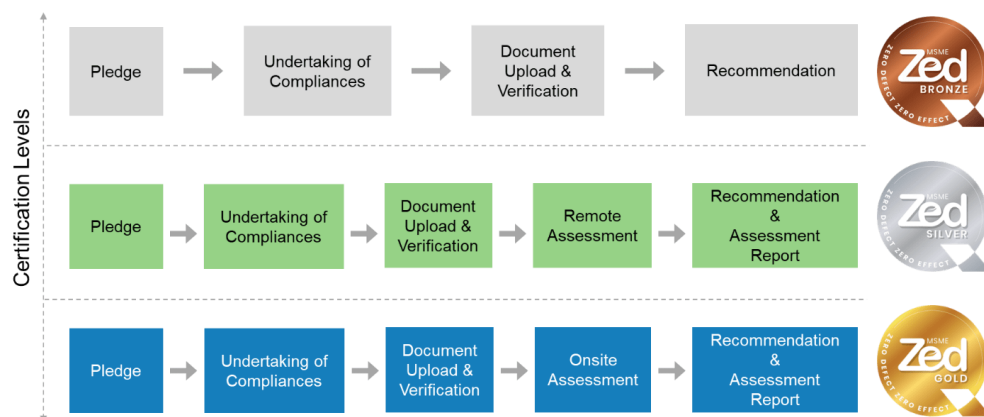 Certification Levels
Pledge
Undertaking of
Compliances
Document
Upload &
Verification
Recommendation
MSME
Zed
BRONZE
ZERO DEFECT ZERO EFFECT
Pledge
Undertaking of
Compliances
Document
Upload &
Verification
Remote
Assessment
Recommendation
&
Assessment
Report
MSME
Zed
SILVER
ZERO DEFECT ZERO EFFECT
Pledge
Undertaking of
Compliances
Document
Upload &
Verification
Onsite
Assessment
Recommendation
&
Assessment
Report
MSME
Zed
GOLD
ZERO DEFECT ZERO EFFECT